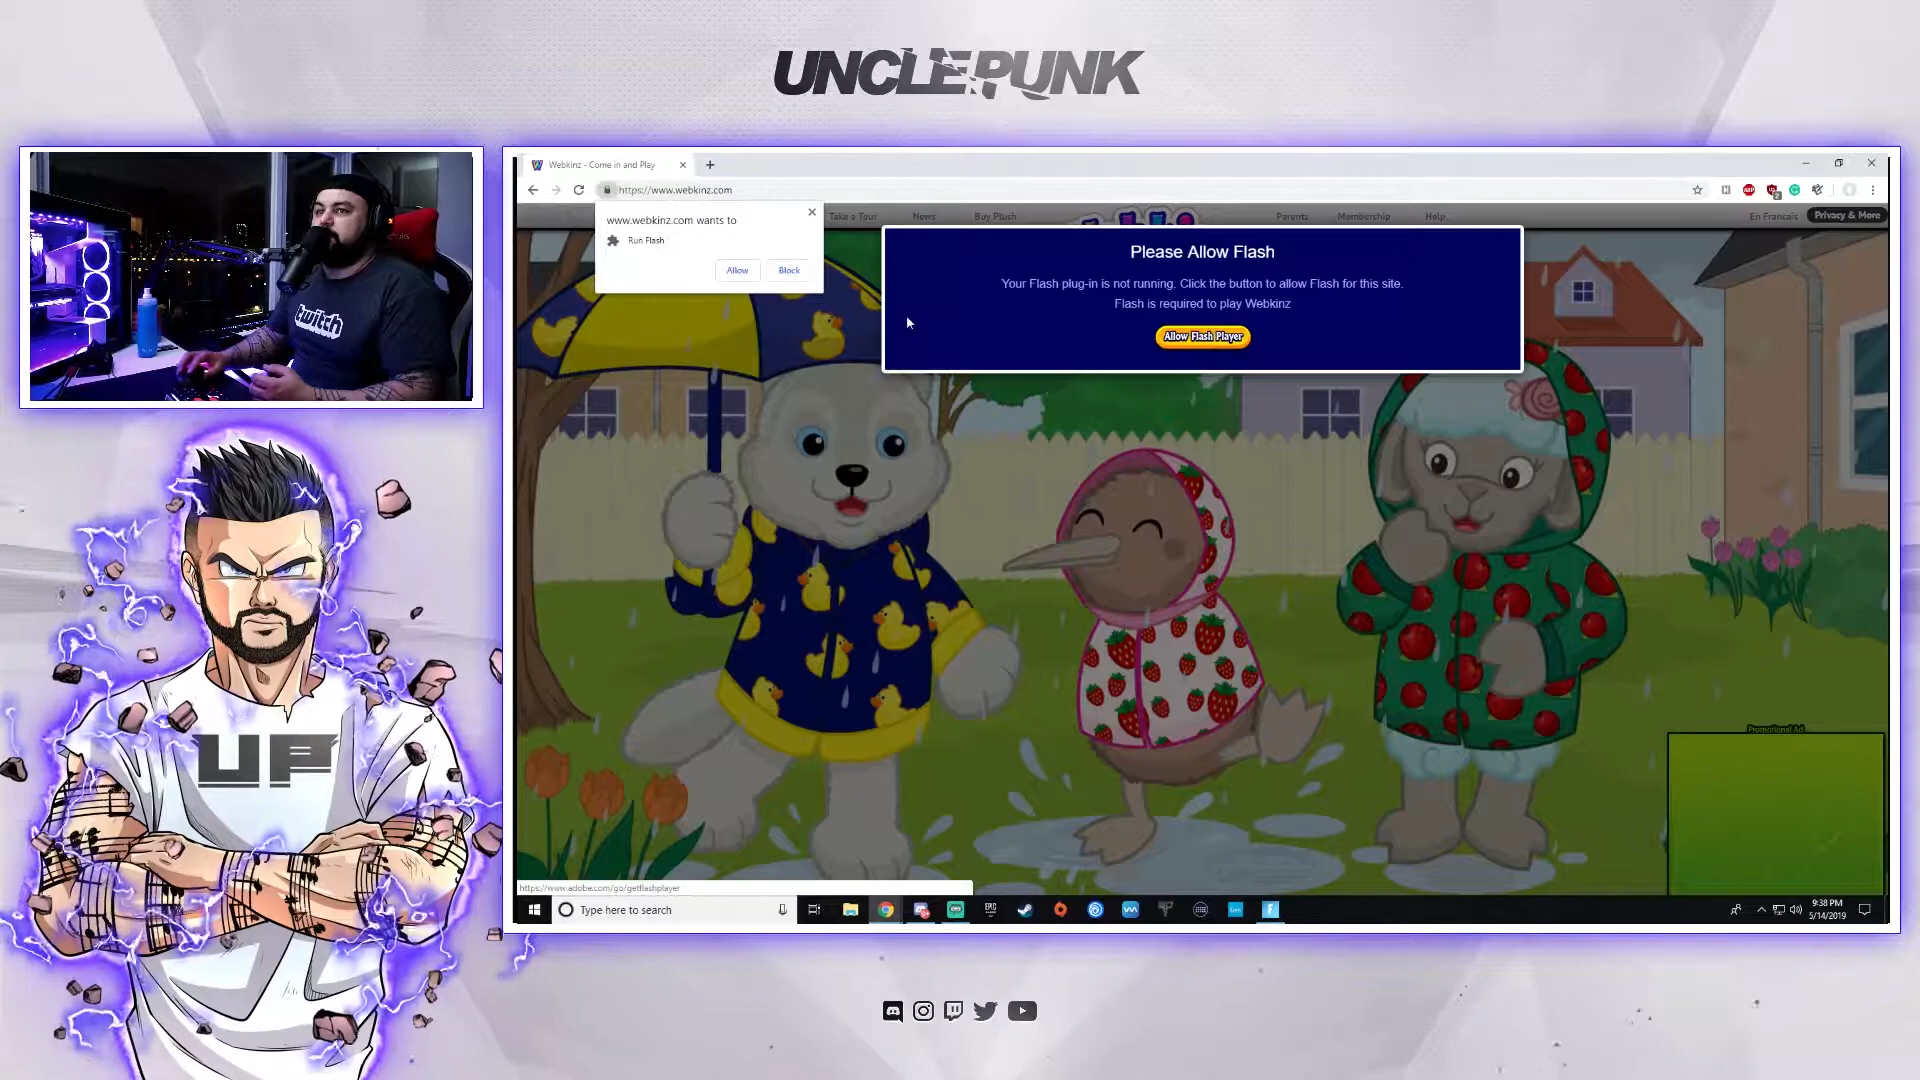 UNCLEPUNK
Webkinz - Come in and Play
https://www.webkinz.com
www.webkinz.com wants to
Run Flash
Allow
Block
Take a Tour
News
Buy Plush
Parents
Membership
Help
En Francais
Privacy & More
Please Allow Flash
Your Flash plug-in is not running. Click the button to allow Flash for this site.
Flash is required to play Webkinz
Allow Flash Player
twitch
UP
Promotional Ad
https://www.adobe.com/go/getflashplayer
Type here to search
EPIC
9:38 PM
5/14/2019